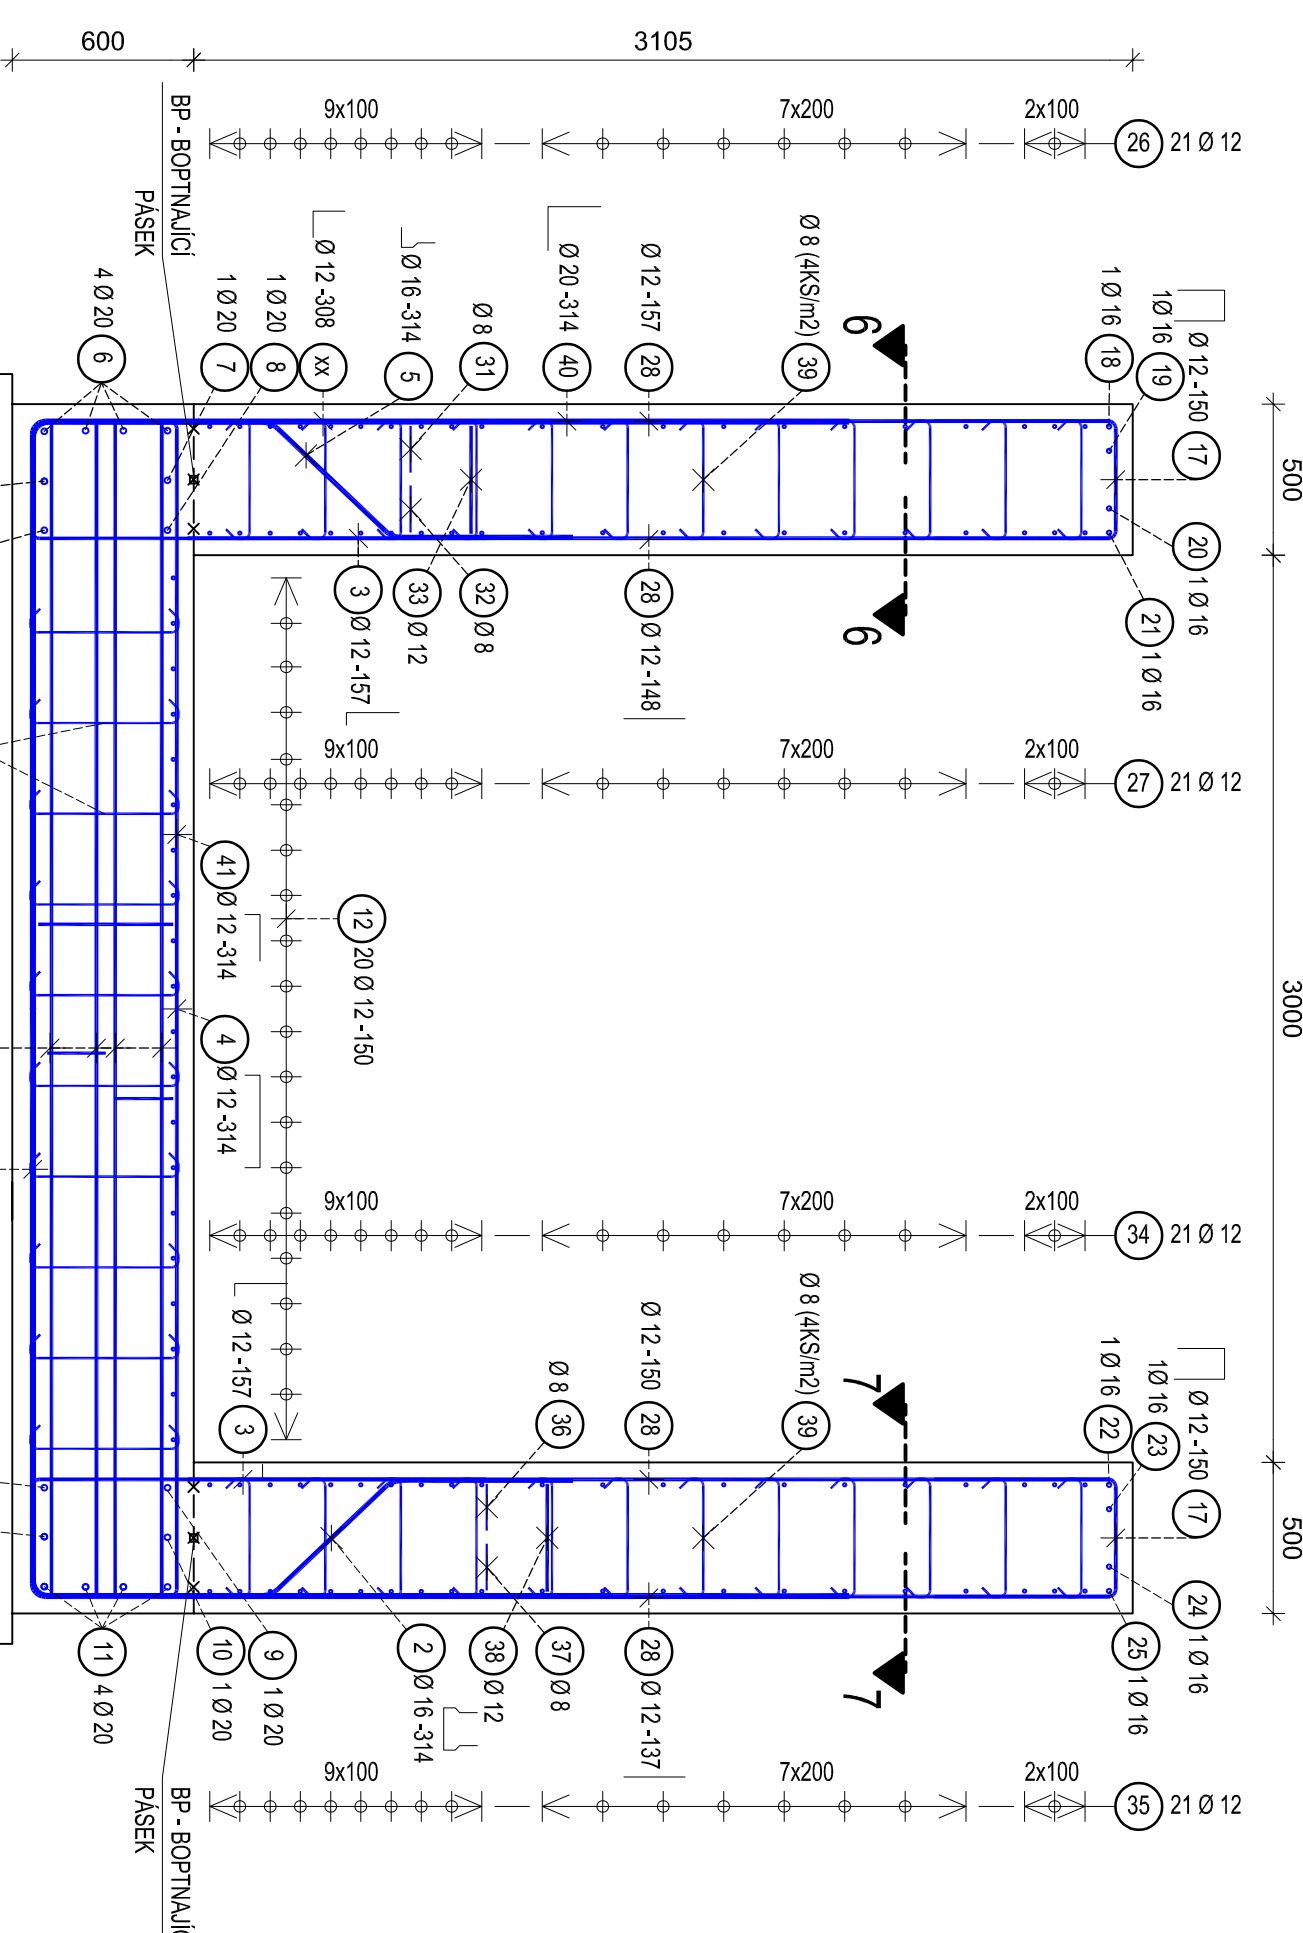 600
3105
9x100
7x200
2x100
26 21 Ø 12
BP - BOPTNAJÍCÍ
PÁSEK
4 Ø 20 6
1 Ø 20 7
1 Ø 20 8
Ø 12 -308 xx
Ø 16 -314 5
Ø 8 31
Ø 20 -314 40
Ø 12 -157 28
Ø 8 (4KS/m2) 39
6
1 Ø 16 18
1Ø 16 19
Ø 12 -150 17
500
3 Ø 12 -157
33 Ø 12
32 Ø 8
28 Ø 12 -148
6
20 1 Ø 16
21 1 Ø 16
9x100
7x200
2x100
27 21 Ø 12
41 Ø 12 -314
12 20 Ø 12 -150
4 Ø 12 -314
3000
9x100
7x200
2x100
34 21 Ø 12
Ø 12 -157 3
Ø 8 36
Ø 12 -150 28
Ø 8 (4KS/m2) 39
7
1 Ø 16 22
1Ø 16 23
Ø 12 -150 17
500
11 4 Ø 20
10 1 Ø 20
9 1 Ø 20
2 Ø 16 -314
38 Ø 12
37 Ø 8
28 Ø 12 -137
7
24 1 Ø 16
25 1 Ø 16
9x100
7x200
2x100
35 21 Ø 12
BP - BOPTNAJÍC
PÁSEK